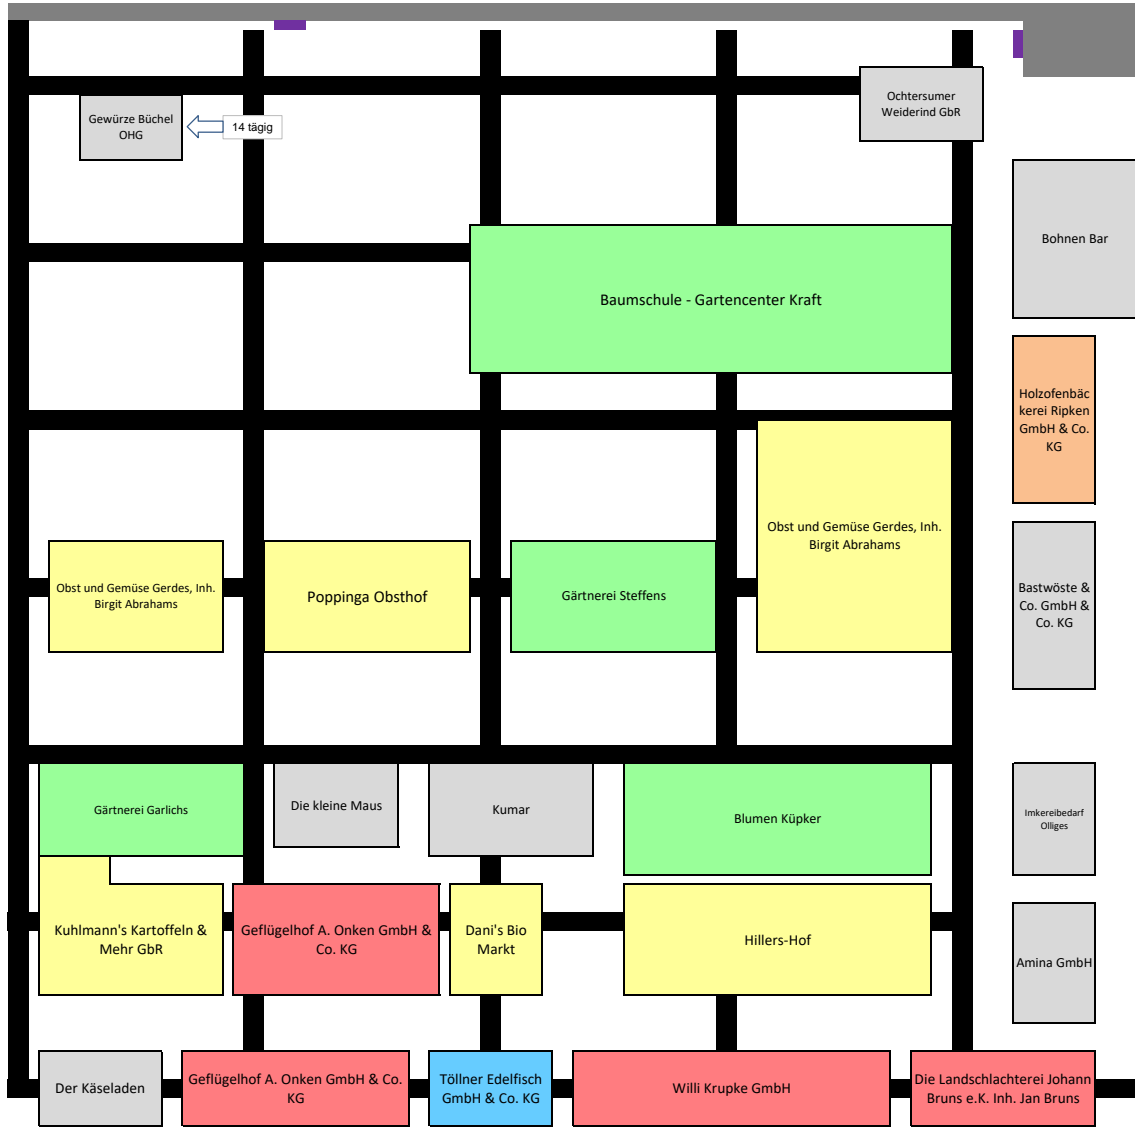 Ochtersumer
Weiderind GbR
Gewürze Büchel
OHG
14 tägig
Bohnen Bar
Baumschule - Gartencenter Kraft
Holzofenbäc
kerei Ripken
GmbH & Co.
KG
Obst und Gemüse Gerdes, Inh.
Birgit Abrahams
Obst und Gemüse Gerdes, Inh.
Birgit Abrahams
Poppinga Obsthof
Gärtnerei Steffens
Bastwöste &
Co. GmbH &
Co. KG
Gärtnerei Garlichs
Die kleine Maus
Kumar
Blumen Küpker
Imkereibedarf
Olliges
Kuhlmann's Kartoffeln &
Mehr GbR
Geflügelhof A. Onken GmbH &
Co. KG
Dani's Bio
Markt
Hillers-Hof
Amina GmbH
Der Käseladen
Geflügelhof A. Onken GmbH & Co.
KG
Töllner Edelfisch
GmbH & Co. KG
Willi Krupke GmbH
Die Landschlachterei Johann
Bruns e.K. Inh. Jan Bruns